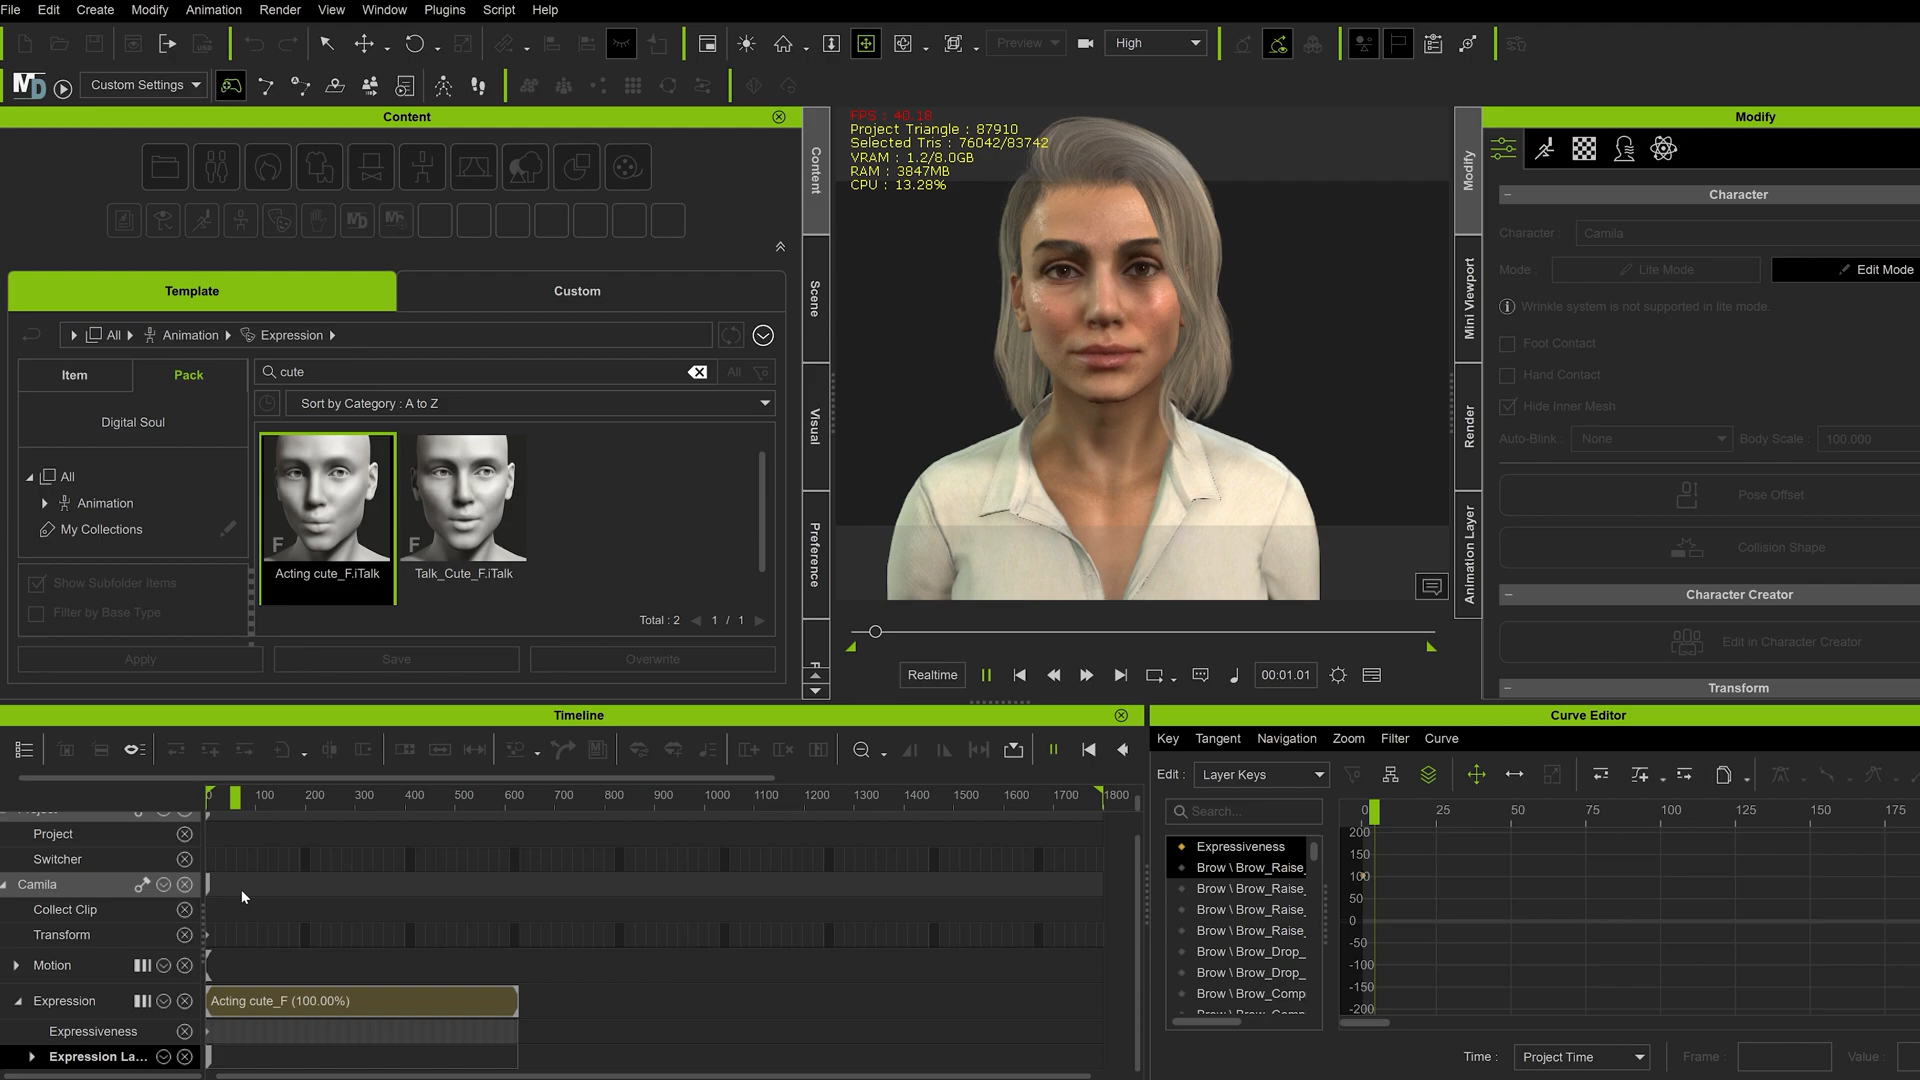 File Edit Create Modify Animation Render View Window Plugins Script Help
Preview High
MD Custom Settings
Content
Content
Scene
Visual
Preference
Template Custom
All Animation Expression
Item Pack
cute
All
Sort by Category : A to Z
Digital Soul
All
Animation
My Collections
Show Subfolder Items
Filter by Base Type
F
Acting cute_F.iTalk
F
Talk_Cute_F.iTalk
Total : 2 1 / 1
Apply Save Overwrite
FPS : 40.18
Project Triangle : 87910
Selected Tris : 76042/83742
VRAM : 1.2/8.0GB
RAM : 3847MB
CPU : 13.28%
Realtime 00:01.01
Modify
Mini Viewport
Render
Animation Layer
Modify
Character
Character : Camila
Mode : Lite Mode Edit Mode
Wrinkle system is not supported in lite mode.
Foot Contact
Hand Contact
Hide Inner Mesh
Auto-Blink : None Body Scale : 100.000
Pose Offset
Collision Shape
Character Creator
Edit in Character Creator
Transform
Timeline
0 100 200 300 400 500 600 700 800 900 1000 1100 1200 1300 1400 1500 1600 1700 1800
Project
Switcher
Camila
Collect Clip
Transform
Motion
Expression Acting cute_F (100.00%)
Expressiveness
Expression La...
Curve Editor
Key Tangent Navigation Zoom Filter Curve
Edit : Layer Keys
Search...
Expressiveness
Brow \ Brow_Raise_
Brow \ Brow_Raise_
Brow \ Brow_Raise_
Brow \ Brow_Raise_
Brow \ Brow_Drop_
Brow \ Brow_Drop_
Brow \ Brow_Comp
0 25 50 75 100 125 150 175
200
150
100
50
0
-50
-100
-150
-200
Time : Project Time Frame : Value :